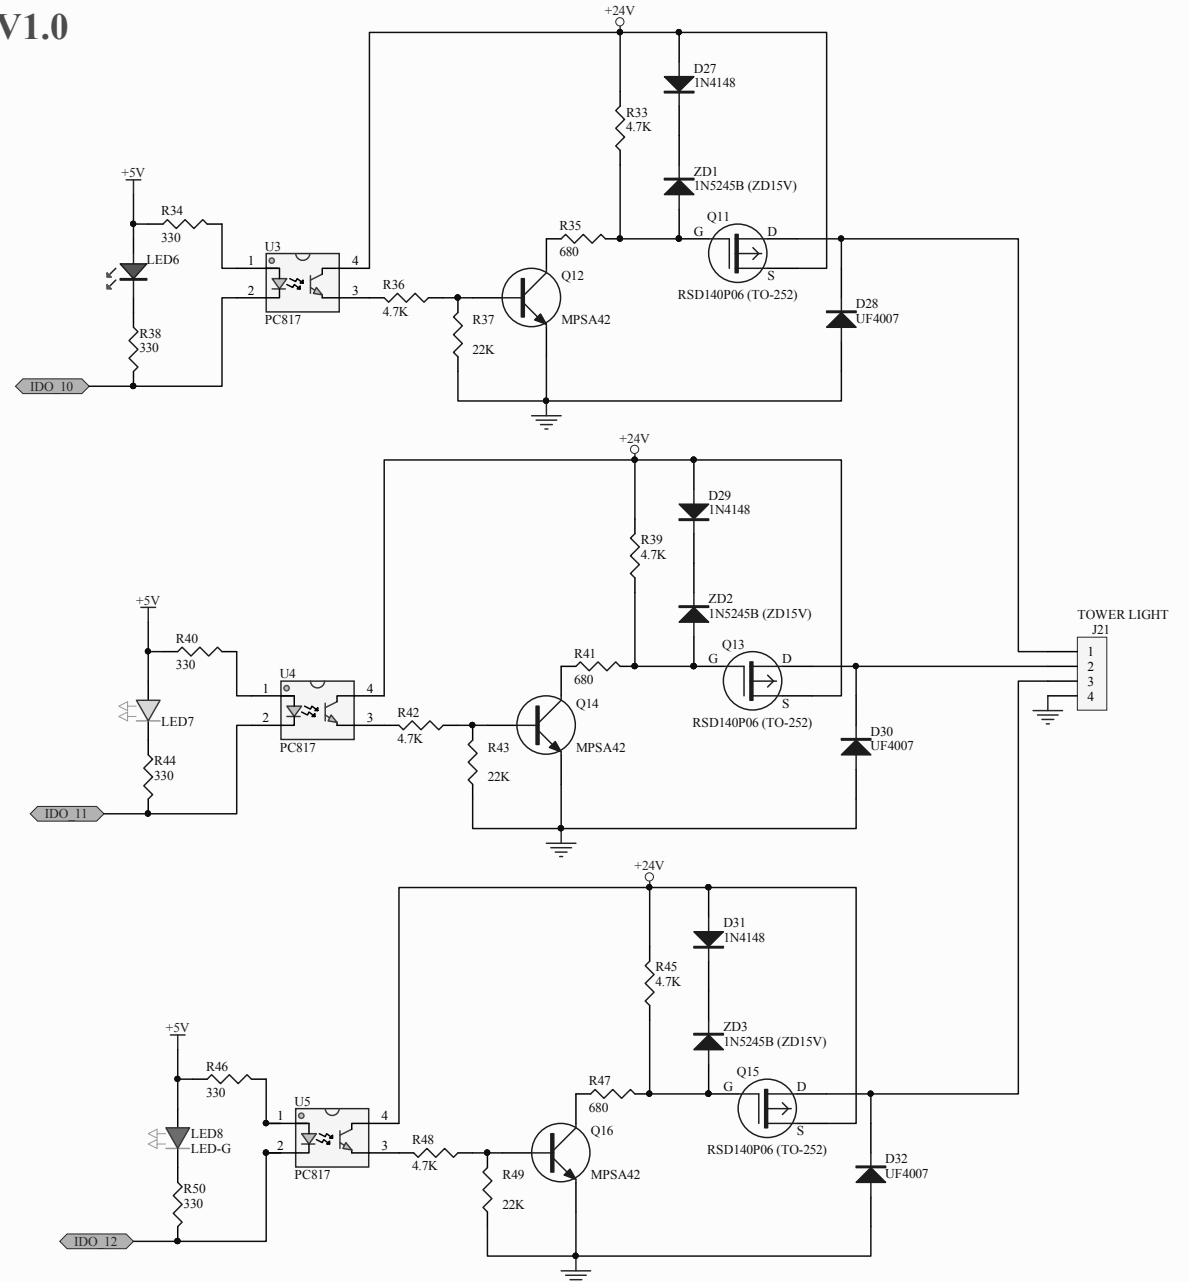 V1.0
+24V
D27
1N4148
R33
4.7K
+5V
ZD1
1N5245B (ZD15V)
R34
330
R35
680
Q11
G
D
S
LED6
U3
1
2
4
3
PC817
R36
4.7K
Q12
MPSA42
RSD140P06 (TO-252)
R37
22K
D28
UF4007
R38
330
IDO_10
+24V
D29
1N4148
R39
4.7K
+5V
ZD2
1N5245B (ZD15V)
TOWER LIGHT
J21
1
2
3
4
R40
330
R41
680
Q13
G
D
S
U4
1
2
4
3
PC817
LED7
R42
4.7K
Q14
MPSA42
RSD140P06 (TO-252)
R43
22K
D30
UF4007
R44
330
IDO_11
+24V
D31
1N4148
R45
4.7K
+5V
ZD3
1N5245B (ZD15V)
R46
330
R47
680
Q15
G
D
S
U5
1
2
4
3
PC817
LED8
LED-G
R48
4.7K
Q16
MPSA42
RSD140P06 (TO-252)
R49
22K
D32
UF4007
R50
330
IDO_12